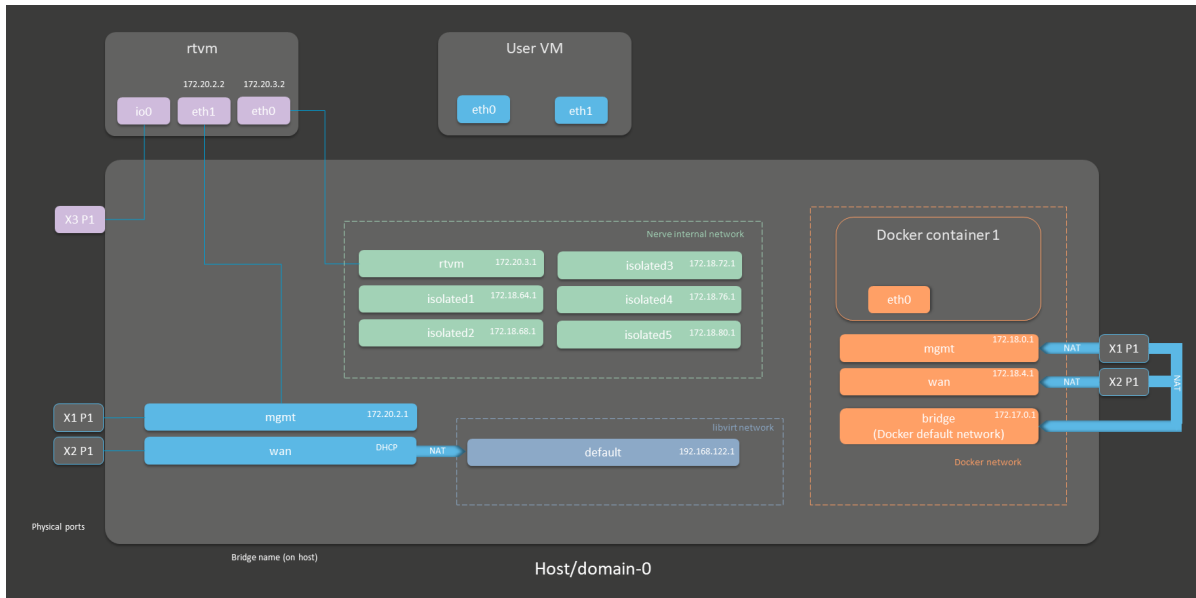 rtvm
172.20.2.2
172.20.3.2
io0
eth1
eth0
User VM
eth0
eth1
X3 P1
Nerve internal network
rtvm 172.20.3.1
isolated1 172.18.64.1
isolated2 172.18.68.1
isolated3 172.18.72.1
isolated4 172.18.76.1
isolated5 172.18.80.1
Docker container 1
eth0
mgmt 172.18.0.1
wan 172.18.4.1
bridge 172.17.0.1
(Docker default network)
Docker network
NAT
X1 P1
NAT
X2 P1
NAT
X1 P1
mgmt 172.20.2.1
X2 P1
wan DHCP
NAT
libvirt network
default 192.168.122.1
Physical ports
Bridge name (on host)
Host/domain-0